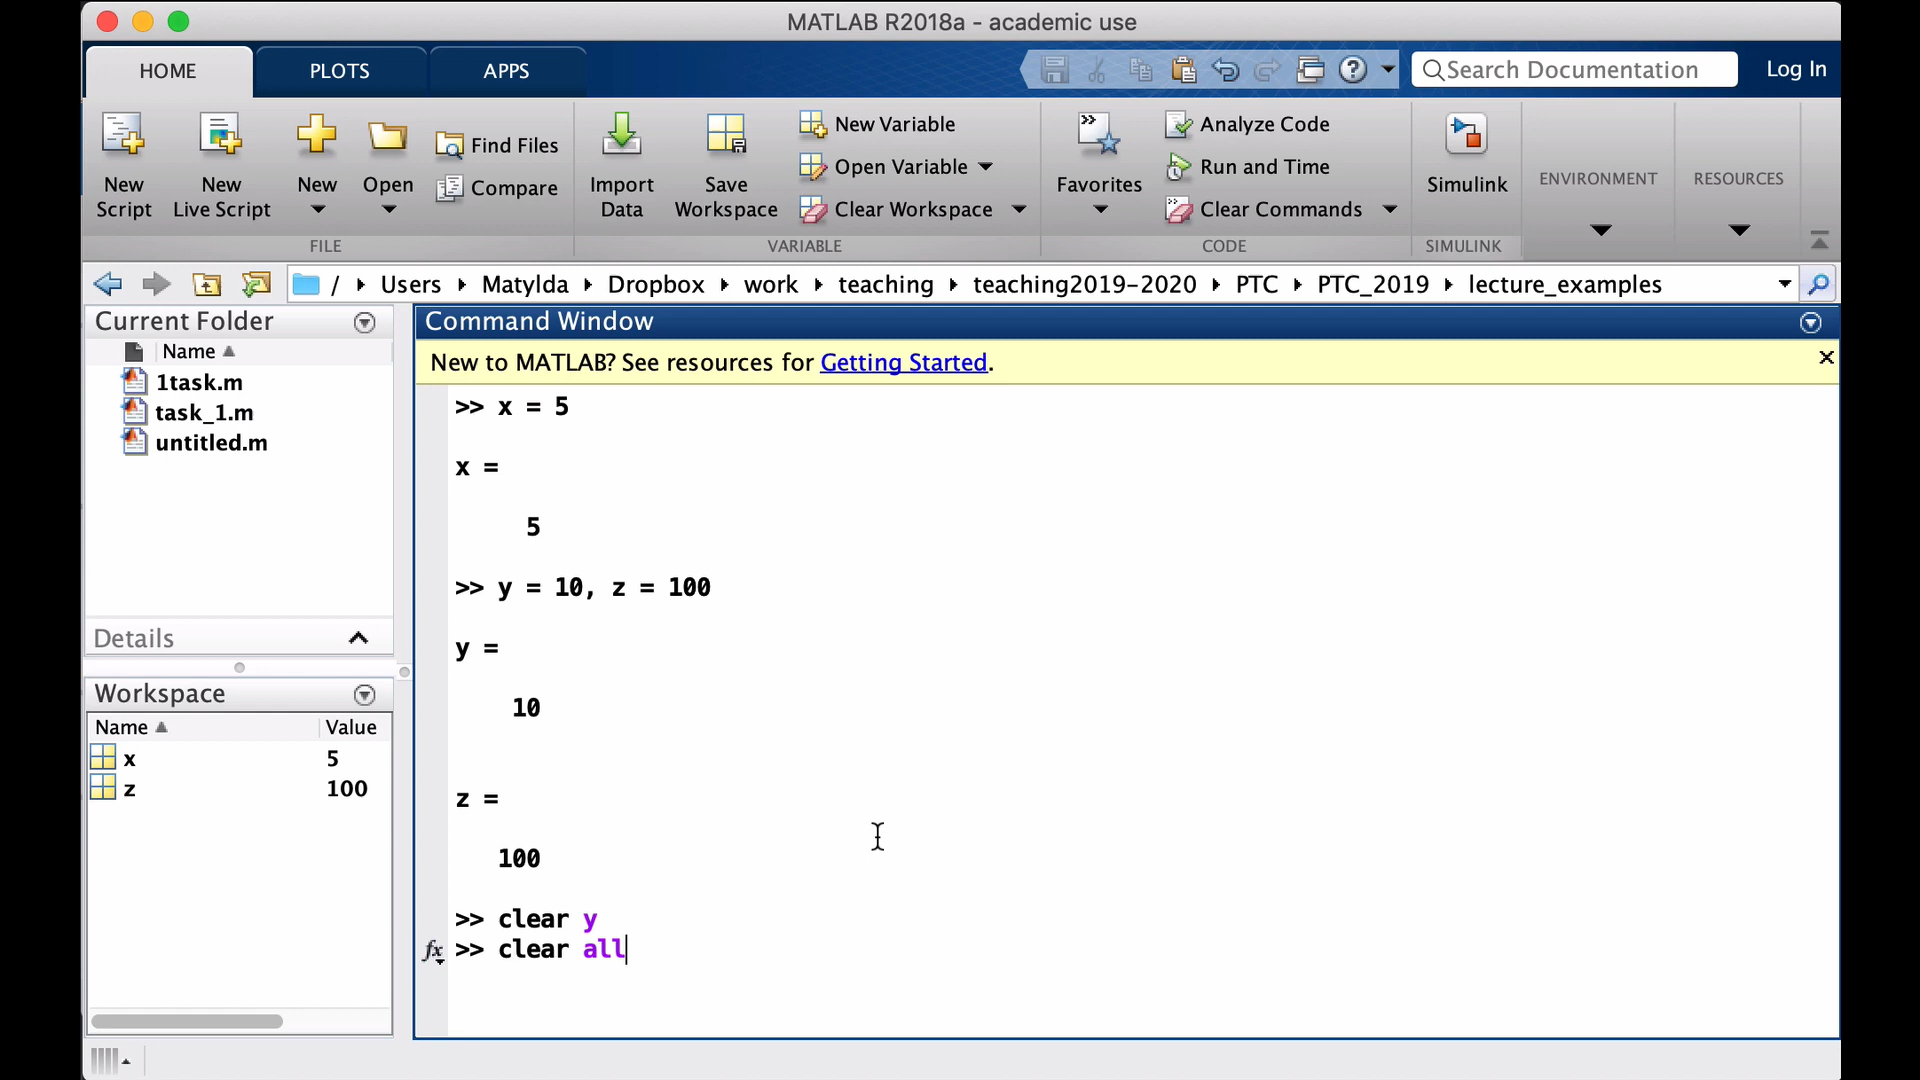 MATLAB R2018a - academic use
HOME PLOTS APPS
Search Documentation Log In
New Script
New Live Script
New
Open
Find Files
Compare
FILE
Import Data
Save Workspace
New Variable
Open Variable
Clear Workspace
VARIABLE
Favorites
Analyze Code
Run and Time
Clear Commands
CODE
Simulink
SIMULINK
ENVIRONMENT
RESOURCES
/ Users Matylda Dropbox work teaching teaching2019-2020 PTC PTC_2019 lecture_examples
Current Folder
Name
1task.m
task_1.m
untitled.m
Details
Workspace
Name Value
x 5
z 100
Command Window
New to MATLAB? See resources for Getting Started.
>> x = 5
x =
5
>> y = 10, z = 100
y =
10
z =
100
>> clear y
fx >> clear all